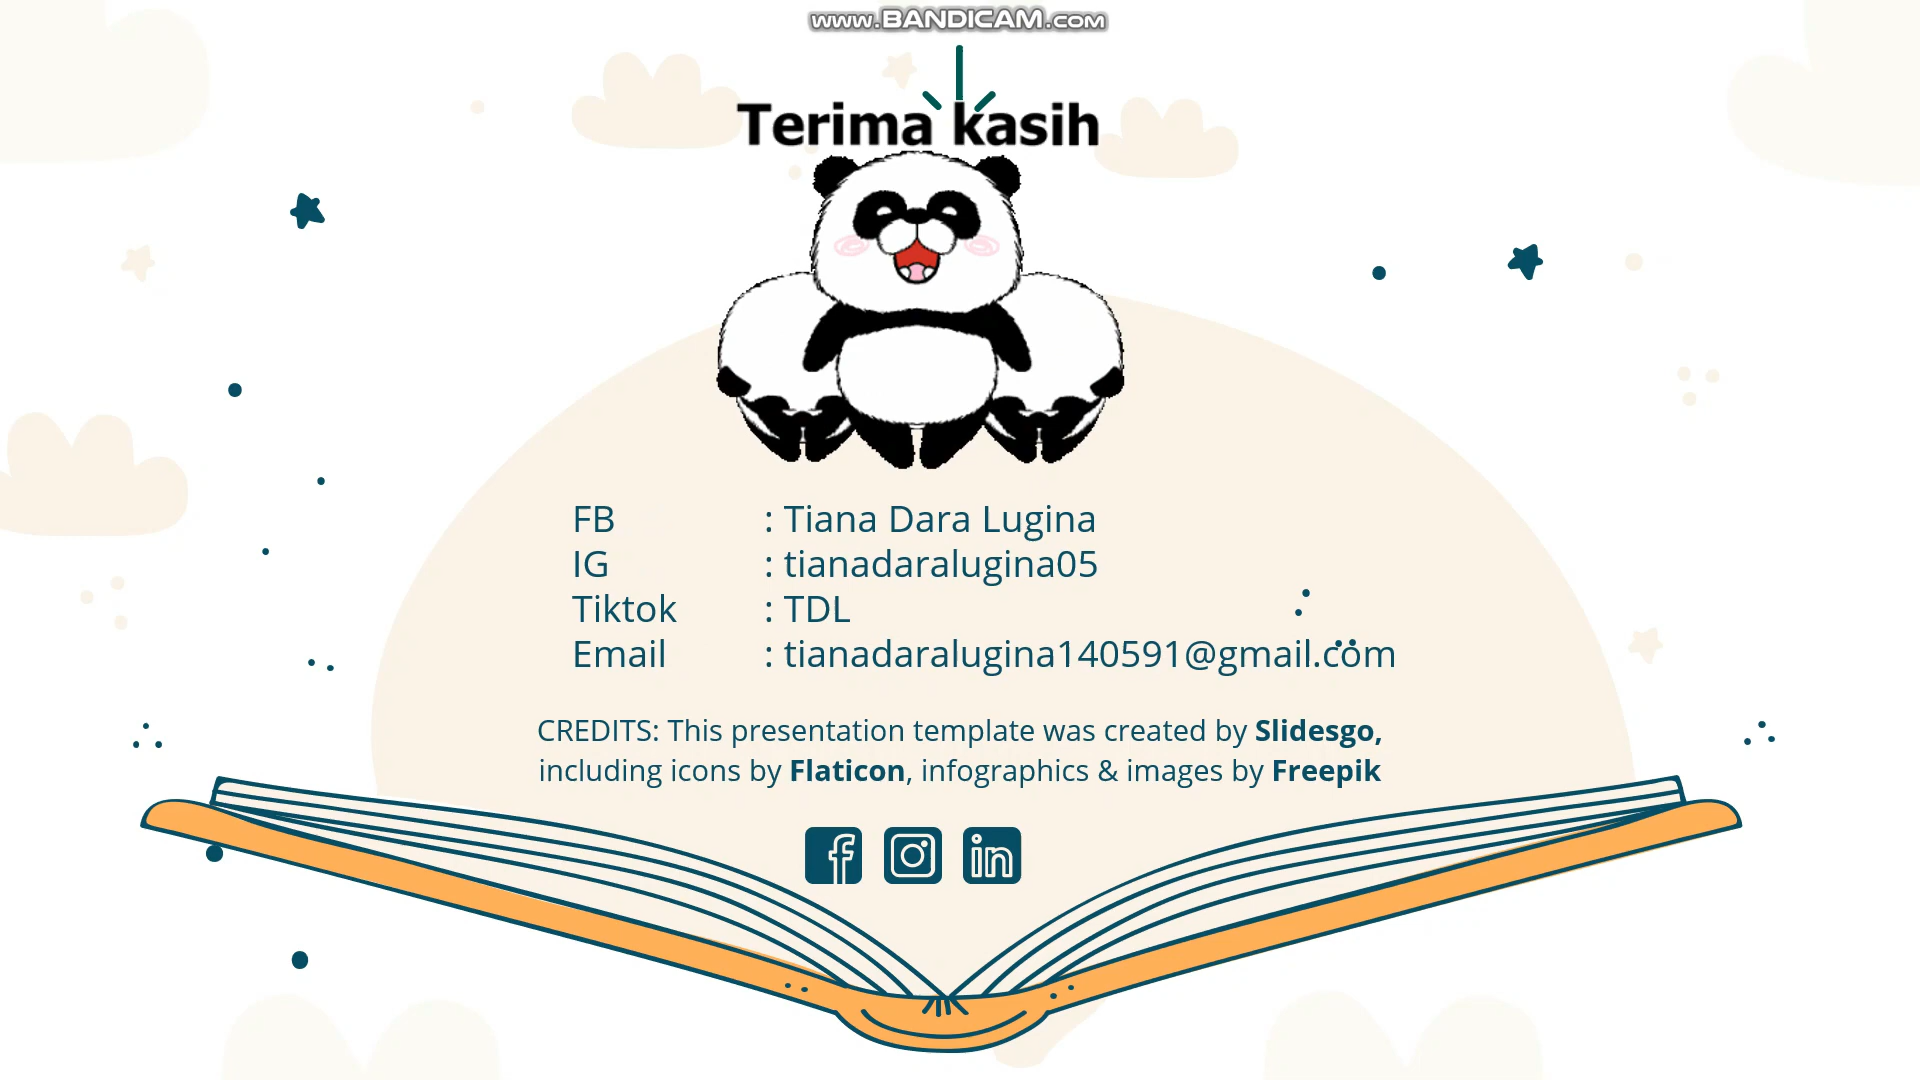 www.BANDICAM.com
Terima kasih
FB : Tiana Dara Lugina
IG : tianadaralugina05
Tiktok : TDL
Email : tianadaralugina140591@gmail.com
CREDITS: This presentation template was created by Slidesgo,
including icons by Flaticon, infographics & images by Freepik
f in